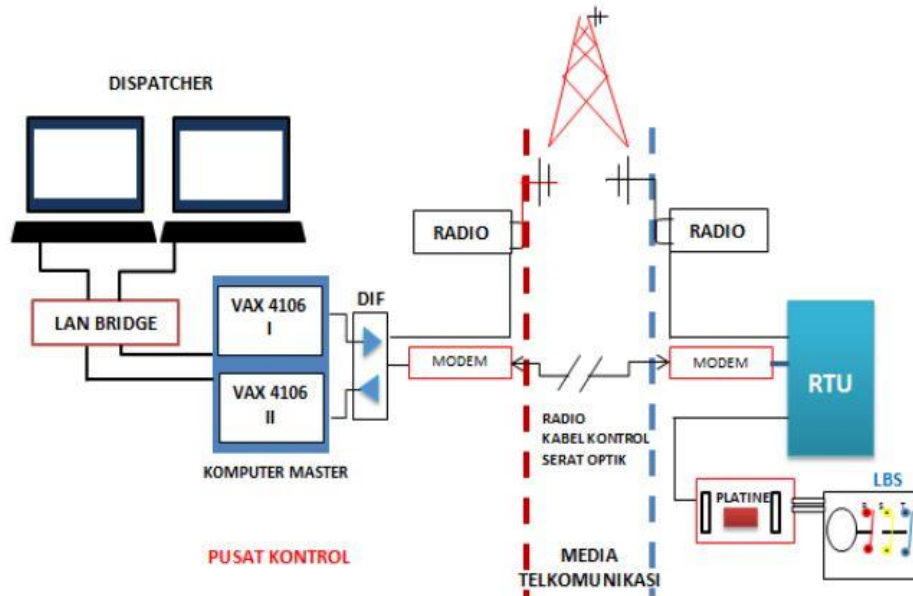 DISPATCHER
RADIO
RADIO
LAN BRIDGE
VAX 4106
I
DIF
VAX 4106
II
MODEM
MODEM
RTU
KOMPUTER MASTER
RADIO
KABEL KONTROL
SERAT OPTIK
LBS
PLATINE
R S T
PUSAT KONTROL
MEDIA
TELKOMUNIKASI